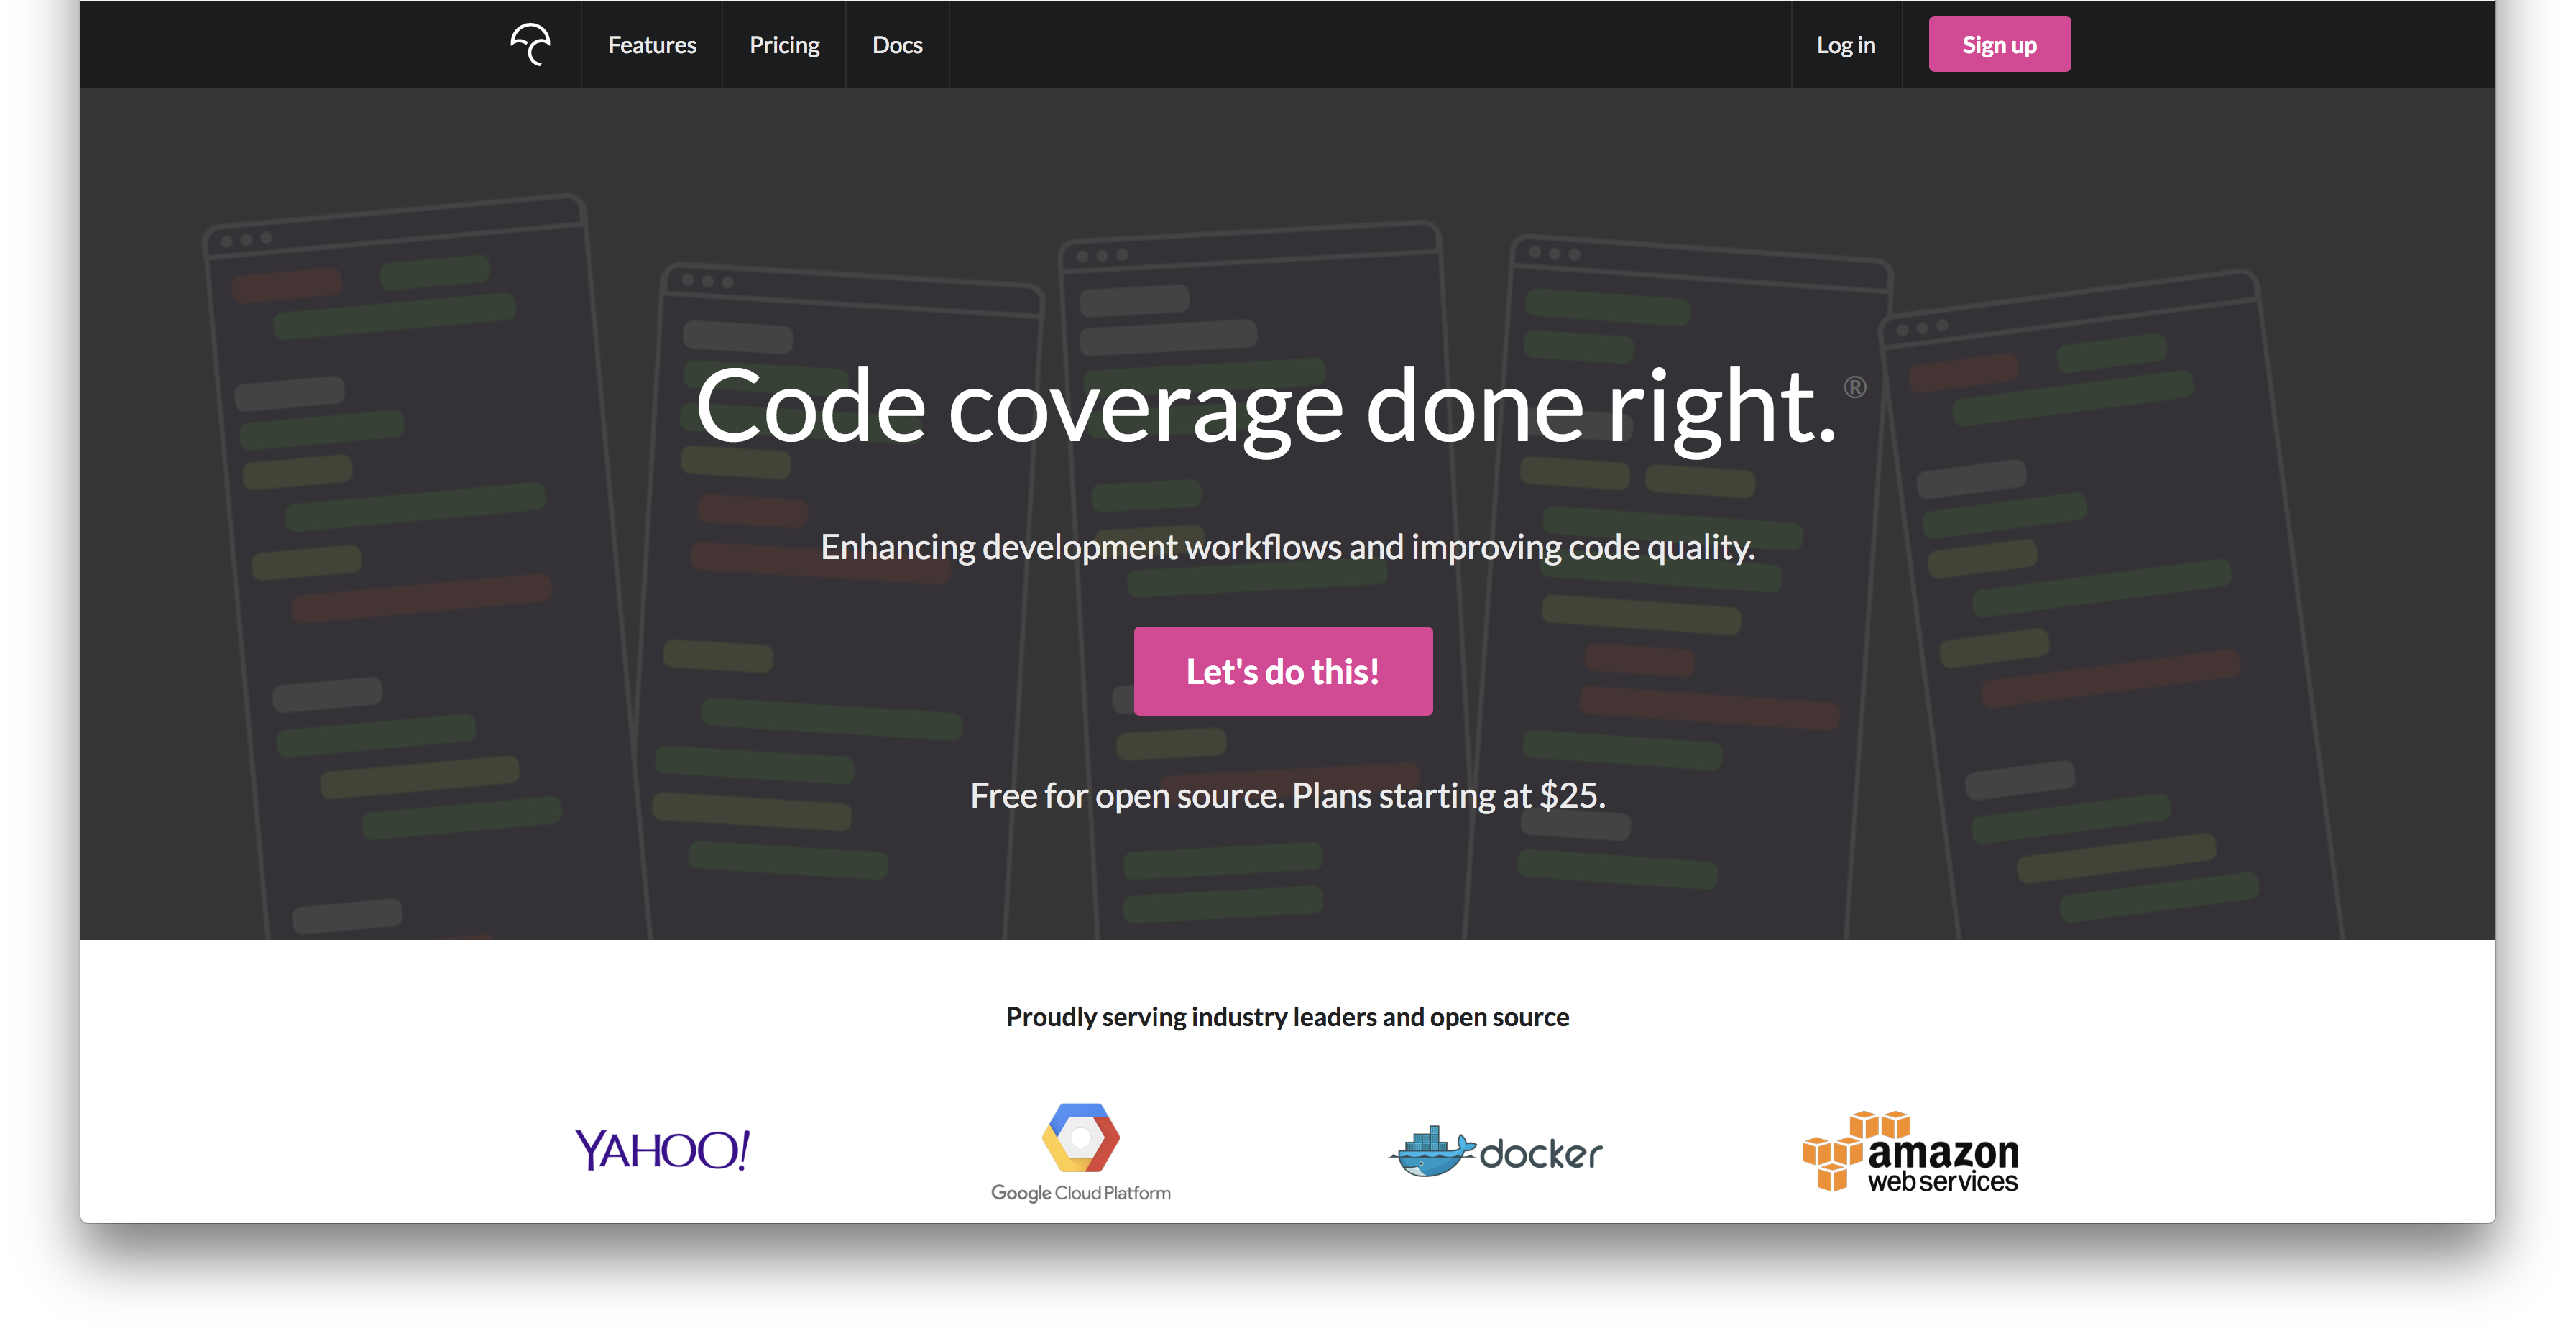 Features Pricing Docs Log in Sign up
Code coverage done right.®
Enhancing development workflows and improving code quality.
Let's do this!
Free for open source. Plans starting at $25.
Proudly serving industry leaders and open source
YAHOO!
Google Cloud Platform
docker
amazon
web services